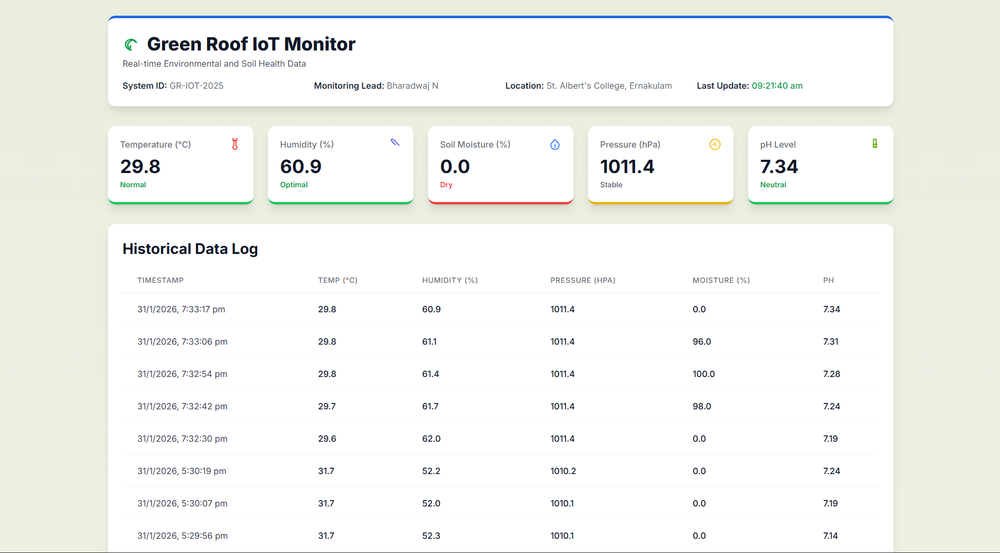 Green Roof IoT Monitor
Real-time Environmental and Soil Health Data
System ID: GR-IOT-2025 Monitoring Lead: Bharadwaj N Location: St. Albert's College, Ernakulam Last Update: 09:21:40 am
Temperature (°C) Humidity (%) Soil Moisture (%) Pressure (hPa) pH Level
29.8 60.9 0.0 1011.4 7.34
Normal Optimal Dry Stable Neutral
Historical Data Log
TIMESTAMP TEMP (°C) HUMIDITY (%) PRESSURE (HPA) MOISTURE (%) PH
31/1/2026, 7:33:17 pm 29.8 60.9 1011.4 0.0 7.34
31/1/2026, 7:33:06 pm 29.8 61.1 1011.4 96.0 7.31
31/1/2026, 7:32:54 pm 29.8 61.4 1011.4 100.0 7.28
31/1/2026, 7:32:42 pm 29.7 61.7 1011.4 98.0 7.24
31/1/2026, 7:32:30 pm 29.6 62.0 1011.4 0.0 7.19
31/1/2026, 5:30:19 pm 31.7 52.2 1010.2 0.0 7.24
31/1/2026, 5:30:07 pm 31.7 52.0 1010.1 0.0 7.19
31/1/2026, 5:29:56 pm 31.7 52.3 1010.1 0.0 7.14